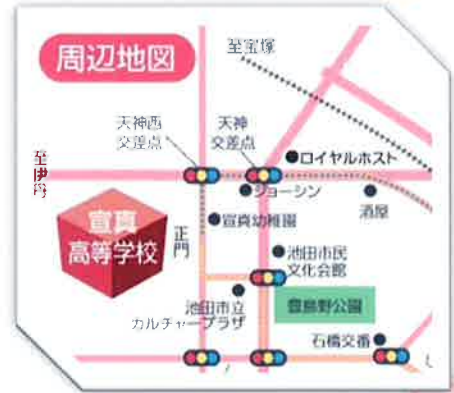 周辺地図
至宝塚
天神西
交差点
天神
交差点
至伊丹
ロイヤルホスト
ジョーシン
酒屋
宣真
高等学校
正門
宣真幼稚園
池田市民
文化会館
池田市立
カルチャープラザ
豊島野公園
石橋交番